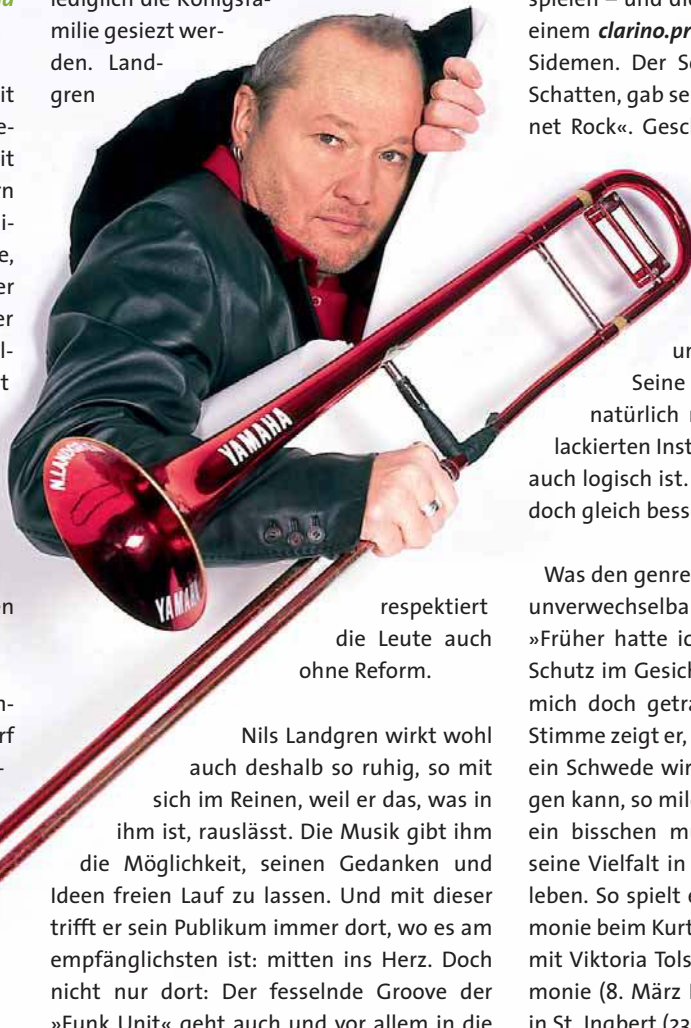 lediglich die Königsfa-
milie gesiezt wer-
den. Land-
gren
N.LANDGREN
YAMAHA
YAMAHA
respektiert
die Leute auch
ohne Reform.
Nils Landgren wirkt wohl
auch deshalb so ruhig, so mit
sich im Reinen, weil er das, was in
ihm ist, rauslässt. Die Musik gibt ihm
die Möglichkeit, seinen Gedanken und
Ideen freien Lauf zu lassen. Und mit dieser
trifft er sein Publikum immer dort, wo es am
empfänglichsten ist: mitten ins Herz. Doch
nicht nur dort: Der fesselnde Groove der
»Funk Unit« geht auch und vor allem in die
spielen – und die
einem clarino.pr
Sidemen. Der So
Schatten, gab se
net Rock«. Gesch
un
Seine
natürlich r
lackierten Inst
auch logisch ist.
doch gleich bess
Was den genre
unverwechselba
»Früher hatte ic
Schutz im Gesich
mich doch getra
Stimme zeigt er,
ein Schwede wir
gen kann, so mil
ein bisschen m
seine Vielfalt in
leben. So spielt e
monie beim Kurt
mit Viktoria Tols
monie (8. März
in St. Ingbert (23